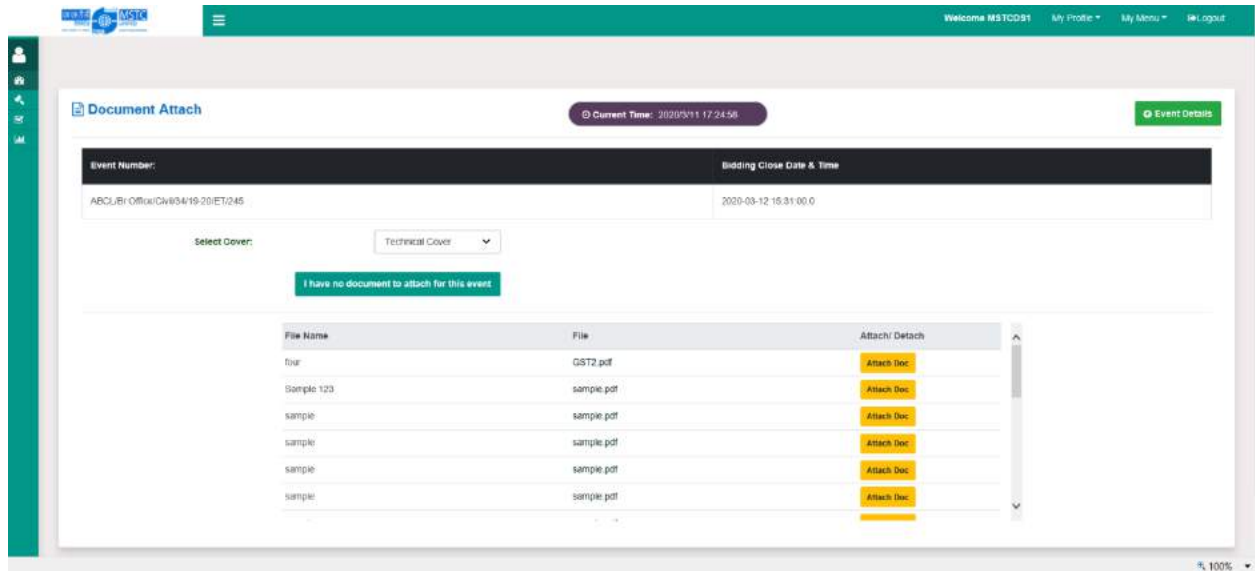 MSTC
Welcome MSTCDS1 My Profile My Menu Logout
Document Attach
Current Time: 2020/3/11 17:24:56
Event Details
Event Number: Bidding Close Date & Time
ABCL/Br Office/Civil/34/19-20/ET/245 2020-03-12 15:31:00.0
Select Cover: Technical Cover
I have no document to attach for this event
File Name File Attach/ Detach
four GST2.pdf Attach Doc
Sample 123 sample.pdf Attach Doc
sample sample.pdf Attach Doc
sample sample.pdf Attach Doc
sample sample.pdf Attach Doc
sample sample.pdf Attach Doc
100%